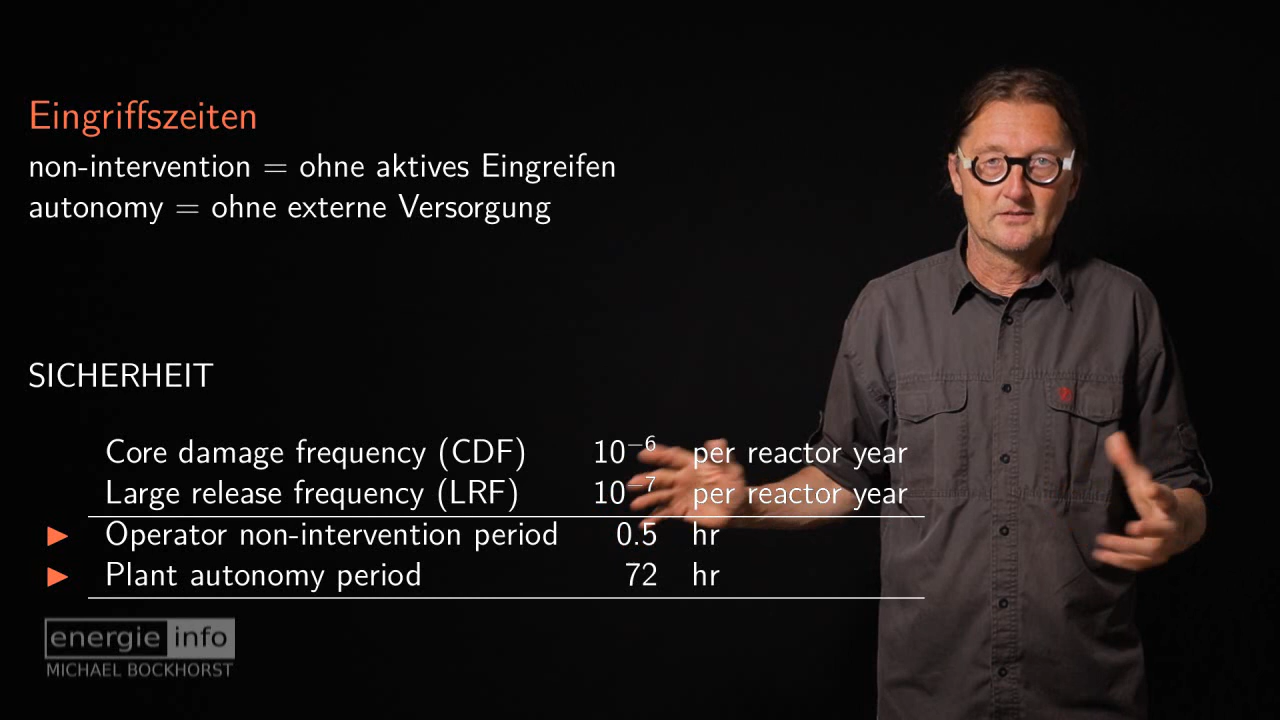 Eingriffszeiten
non-intervention = ohne aktives Eingreifen
autonomy = ohne externe Versorgung
SICHERHEIT
Core damage frequency (CDF) 10⁻⁶ per reactor year
Large release frequency (LRF) 10⁻⁷ per reactor year
▶ Operator non-intervention period 0.5 hr
▶ Plant autonomy period 72 hr
energie info
MICHAEL BOCKHORST